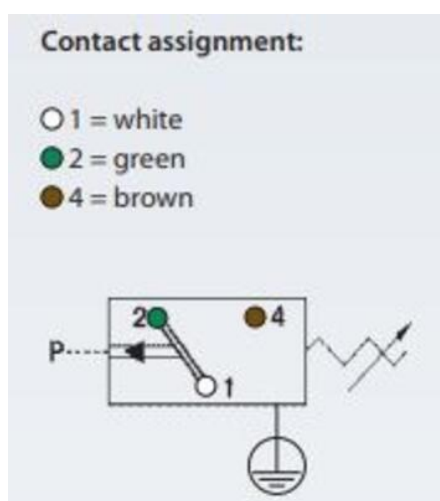 Contact assignment:
1 = white
2 = green
4 = brown
2 4
P
1